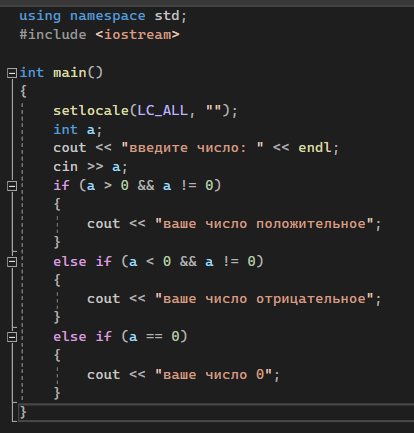 using namespace std;
#include <iostream>
int main()
{
setlocale(LC_ALL, "");
int a;
cout << "введите число: " << endl;
cin >> a;
if (a > 0 && a != 0)
{
cout << "ваше число положительное";
}
else if (a < 0 && a != 0)
{
cout << "ваше число отрицательное";
}
else if (a == 0)
{
cout << "ваше число 0";
}
}